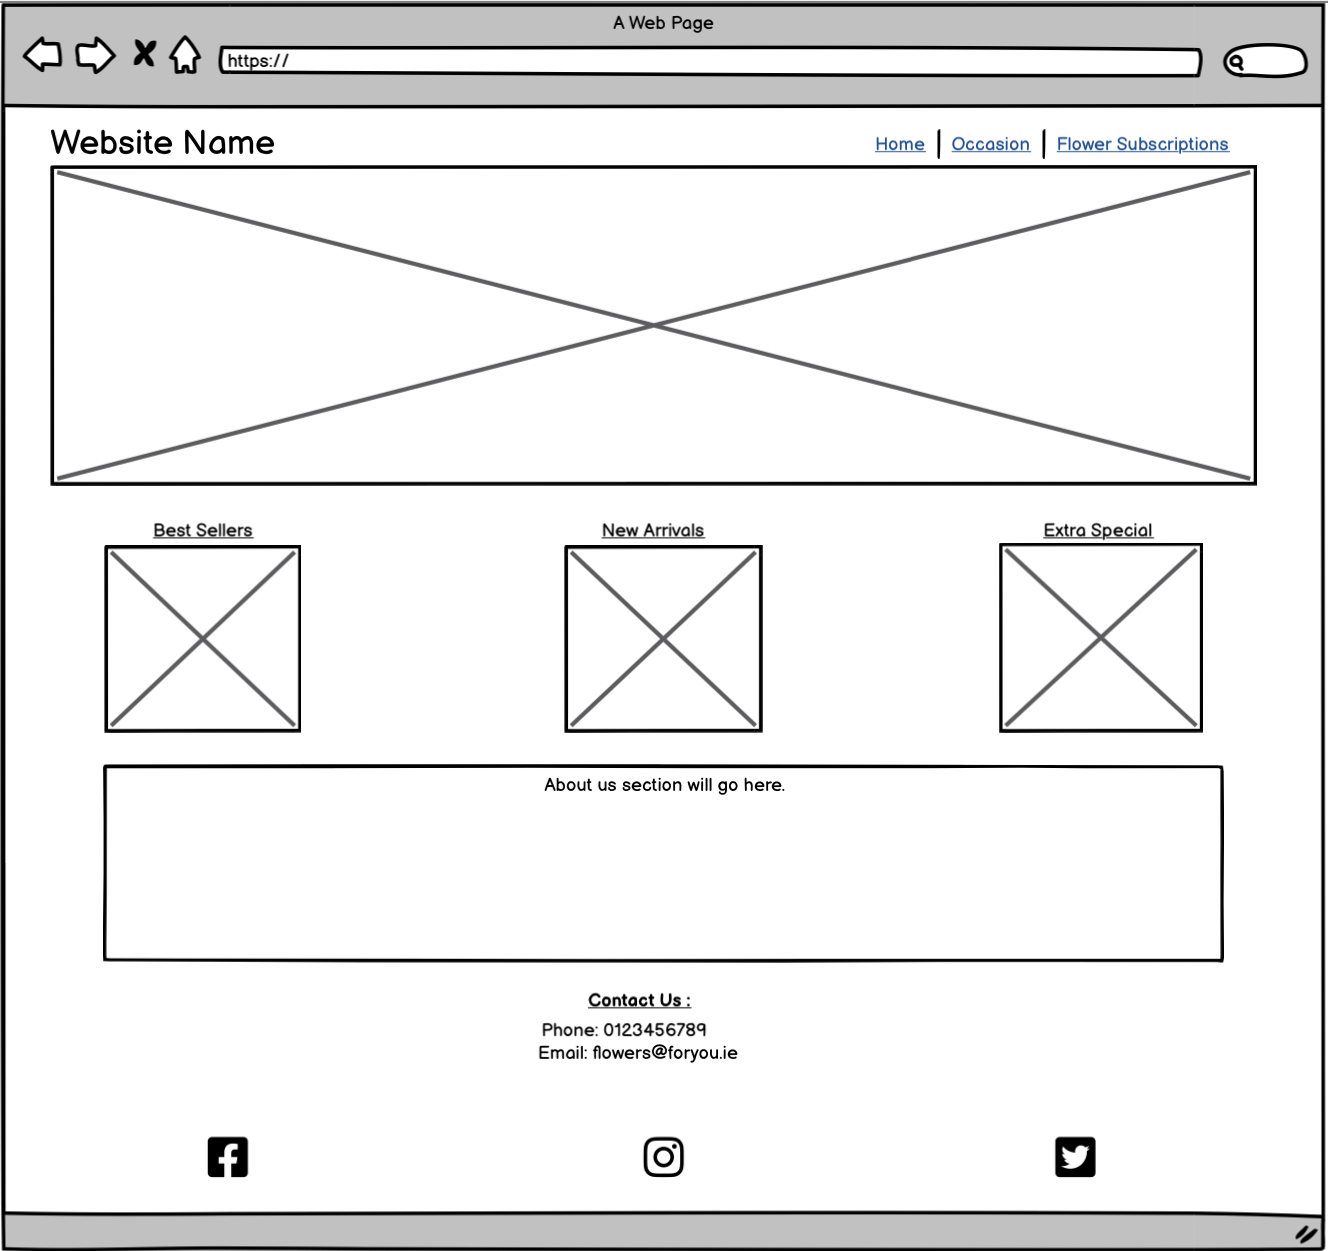 A Web Page
https://
Website Name
Home | Occasion | Flower Subscriptions
Best Sellers
New Arrivals
Extra Special
About us section will go here.
Contact Us :
Phone: 0123456789
Email: flowers@foryou.ie